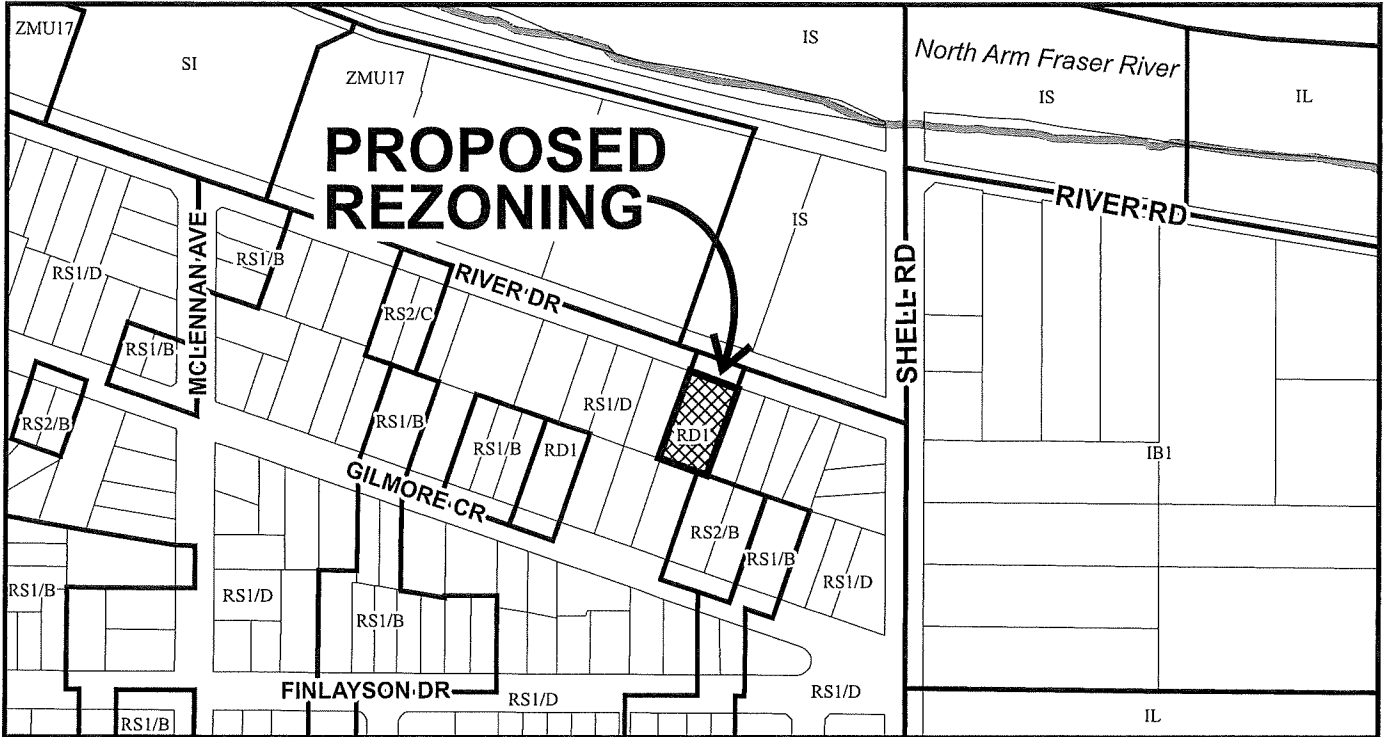 ZMU17
SI
ZMU17
IS
North Arm Fraser River
IS
IL
PROPOSED
REZONING
RIVER RD
IS
MCLENNAN AVE
RS1/D
RS1/B
RIVER DR
RS2/C
SHELL RD
RS1/B
RS2/B
RS1/B
RS1/B
RD1
RS1/D
RD1
IB1
GILMORE CR
RS2/B
RS1/B
RS1/D
RS1/B
RS1/D
RS1/B
FINLAYSON DR
RS1/D
RS1/D
RS1/B
IL